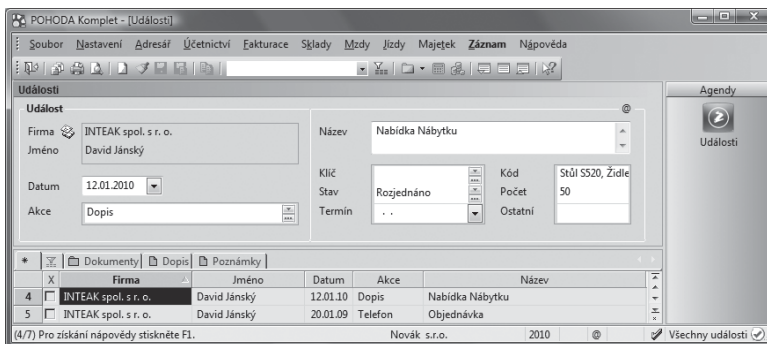 POHODA Komplet - [Události]
Soubor Nastavení Adresář Účetnictví Fakturace Sklady Mzdy Jízdy Majetek Záznam Nápověda
Události
Agendy
Událost @
Firma INTEAK spol. s r. o. Název Nabídka Nábytku
Události
Jméno David Jánský
Klíč Kód Stůl S520, Židle
Datum 12.01.2010 Stav Rozjednáno Počet 50
Akce Dopis Termín . . Ostatní
* Dokumenty Dopis Poznámky
X Firma Jméno Datum Akce Název
4 INTEAK spol. s r. o. David Jánský 12.01.10 Dopis Nabídka Nábytku
5 INTEAK spol. s r. o. David Jánský 20.01.09 Telefon Objednávka
(4/7) Pro získání nápovědy stiskněte F1. Novák s.r.o. 2010 @ Všechny události